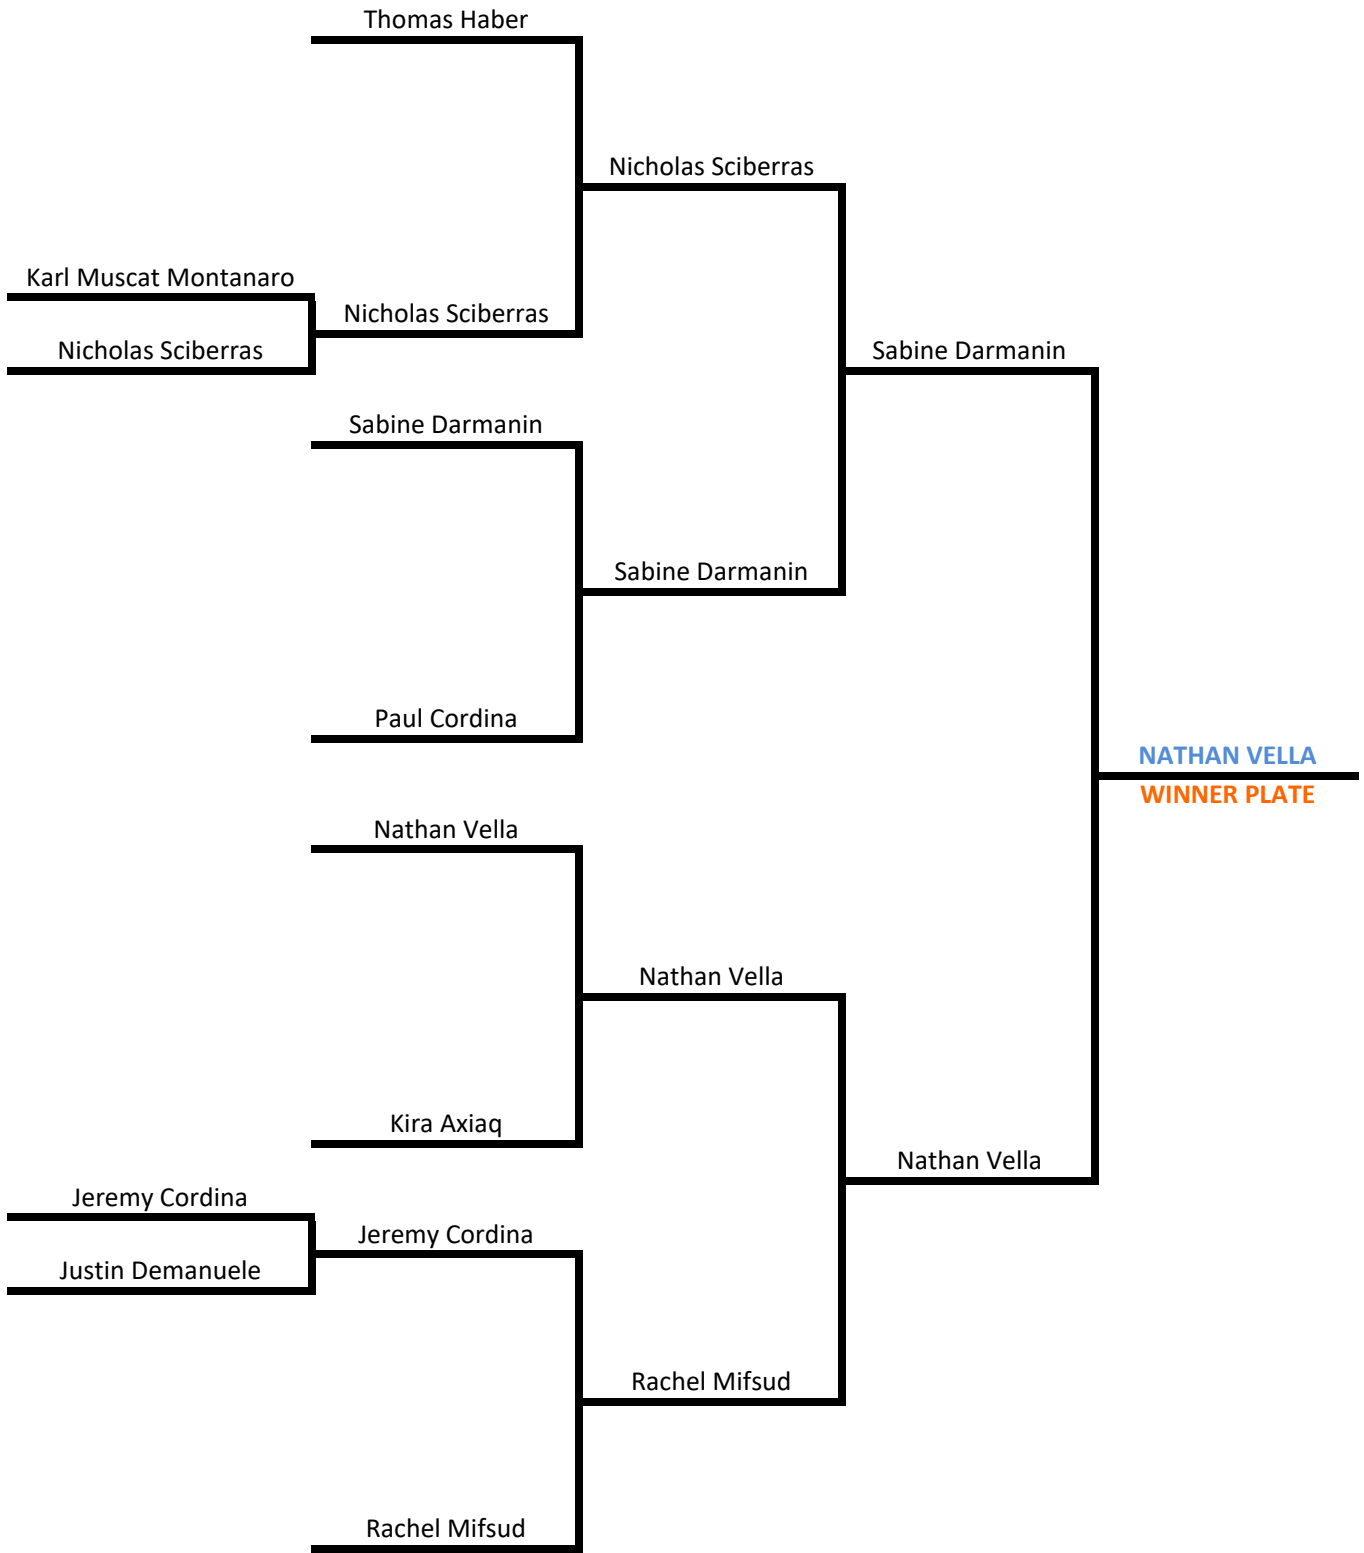 Thomas Haber
Nicholas Sciberras
Karl Muscat Montanaro
Nicholas Sciberras
Nicholas Sciberras
Sabine Darmanin
Sabine Darmanin
Sabine Darmanin
Paul Cordina
NATHAN VELLA
WINNER PLATE
Nathan Vella
Nathan Vella
Kira Axiaq
Nathan Vella
Jeremy Cordina
Jeremy Cordina
Justin Demanuele
Rachel Mifsud
Rachel Mifsud